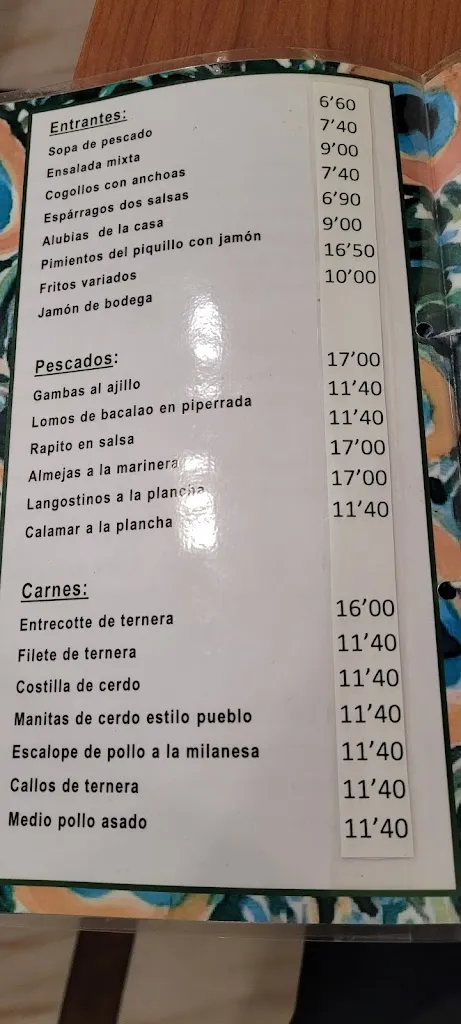 Entrantes:
Sopa de pescado 6'60
Ensalada mixta 7'40
Cogollos con anchoas 9'00
Espárragos dos salsas 7'40
Alubias de la casa 6'90
Pimientos del piquillo con jamón 9'00
Fritos variados 16'50
Jamón de bodega 10'00
Pescados:
Gambas al ajillo 17'00
Lomos de bacalao en piperrada 11'40
Rapito en salsa 11'40
Almejas a la marinera 17'00
Langostinos a la plancha 17'00
Calamar a la plancha 11'40
Carnes:
Entrecotte de ternera 16'00
Filete de ternera 11'40
Costilla de cerdo 11'40
Manitas de cerdo estilo pueblo 11'40
Escalope de pollo a la milanesa 11'40
Callos de ternera 11'40
Medio pollo asado 11'40